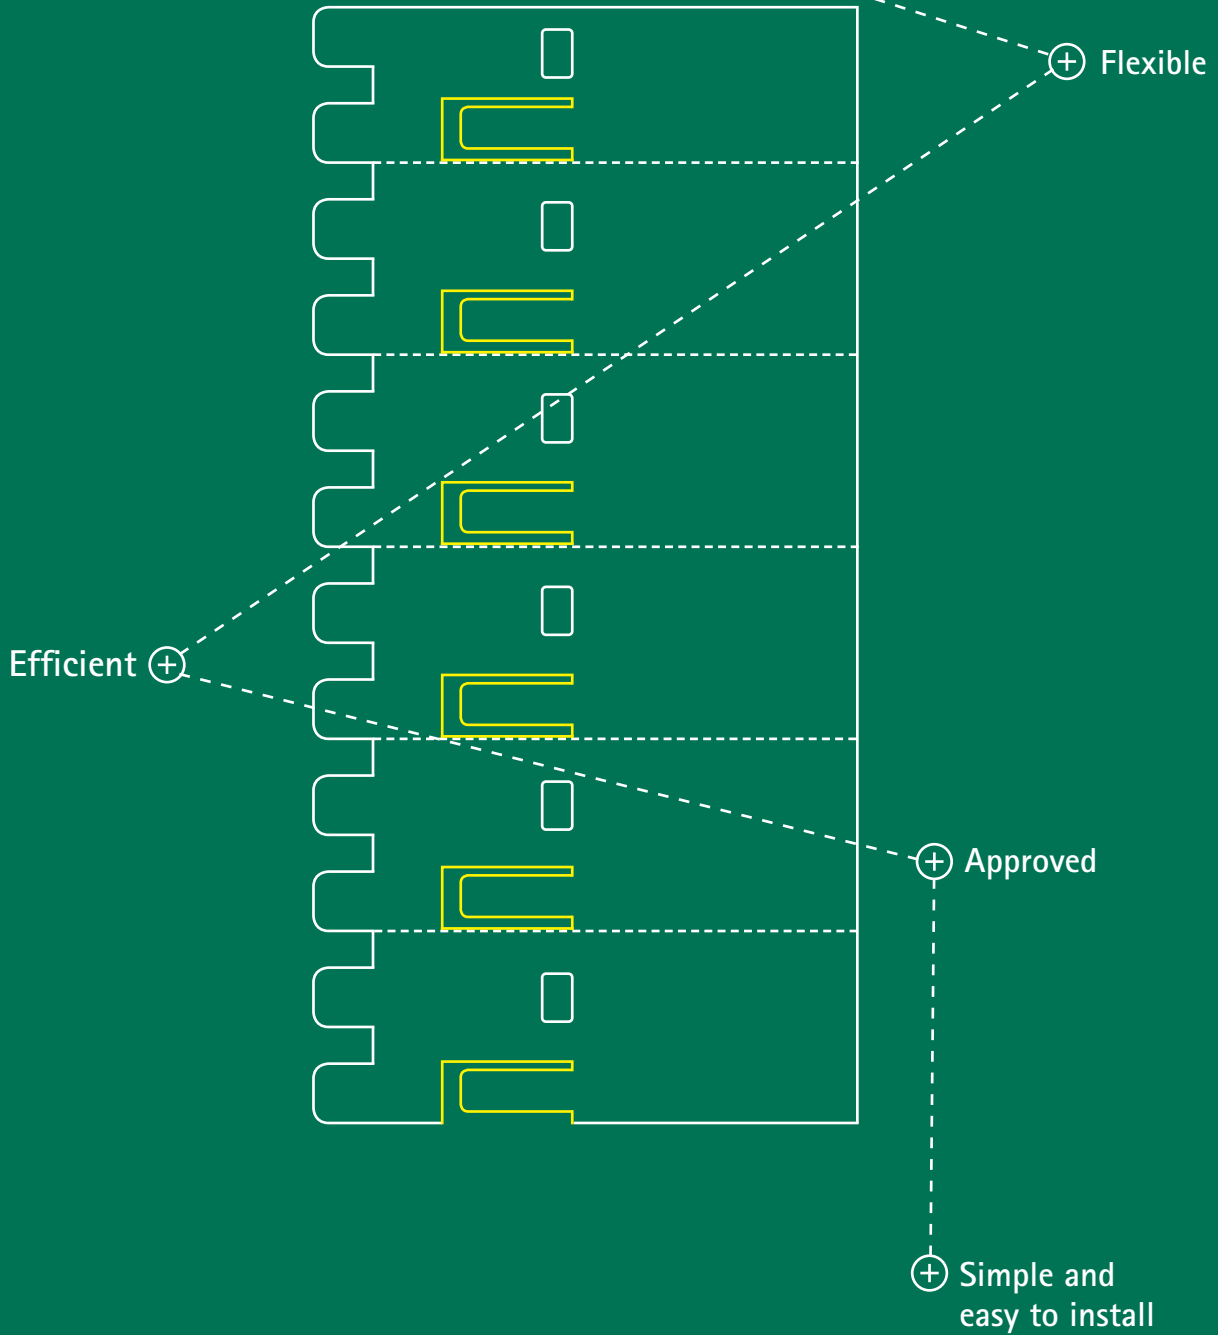 Flexible
Efficient
Approved
Simple and
easy to install